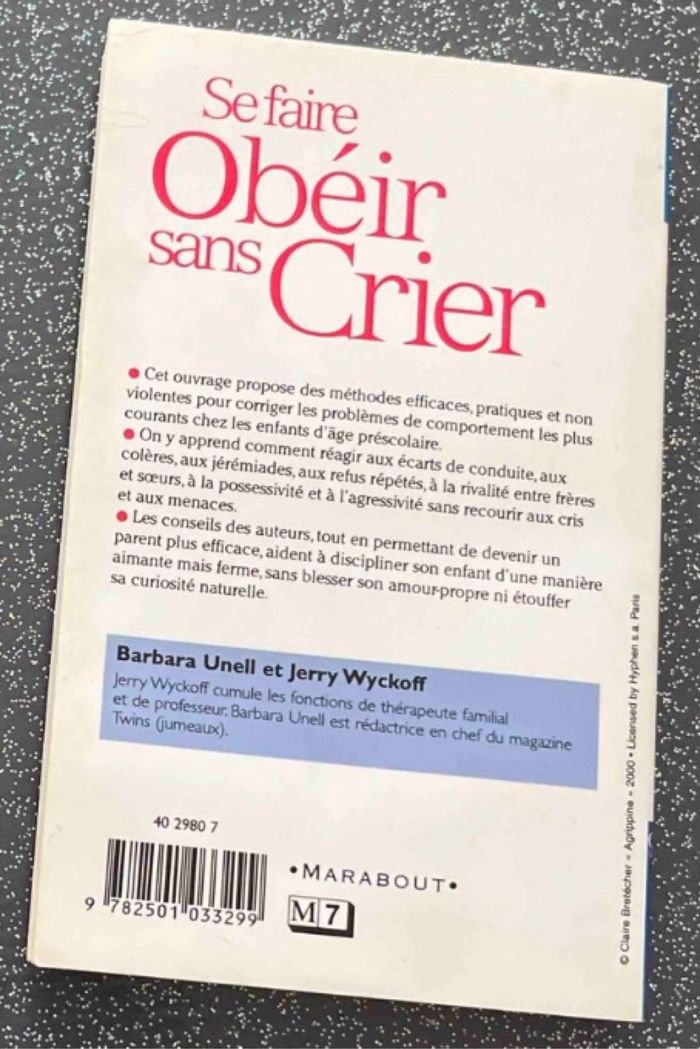 Se faire
Obéir
sans
Crier
● Cet ouvrage propose des méthodes efficaces, pratiques et non
violentes pour corriger les problèmes de comportement les plus
courants chez les enfants d'âge préscolaire.
● On y apprend comment réagir aux écarts de conduite, aux
colères, aux jérémiades, aux refus répétés, à la rivalité entre frères
et sœurs, à la possessivité et à l'agressivité sans recourir aux cris
et aux menaces.
● Les conseils des auteurs, tout en permettant de devenir un
parent plus efficace, aident à discipliner son enfant d'une manière
aimante mais ferme, sans blesser son amour-propre ni étouffer
sa curiosité naturelle.
Barbara Unell et Jerry Wyckoff
Jerry Wyckoff cumule les fonctions de thérapeute familial
et de professeur. Barbara Unell est rédactrice en chef du magazine
Twins (jumeaux).
40 2980 7
9 782501 033299
•MARABOUT•
M 7
© Claire Bretécher - Agrippine - 2000 • Licensed by Hyphen s.a. Paris